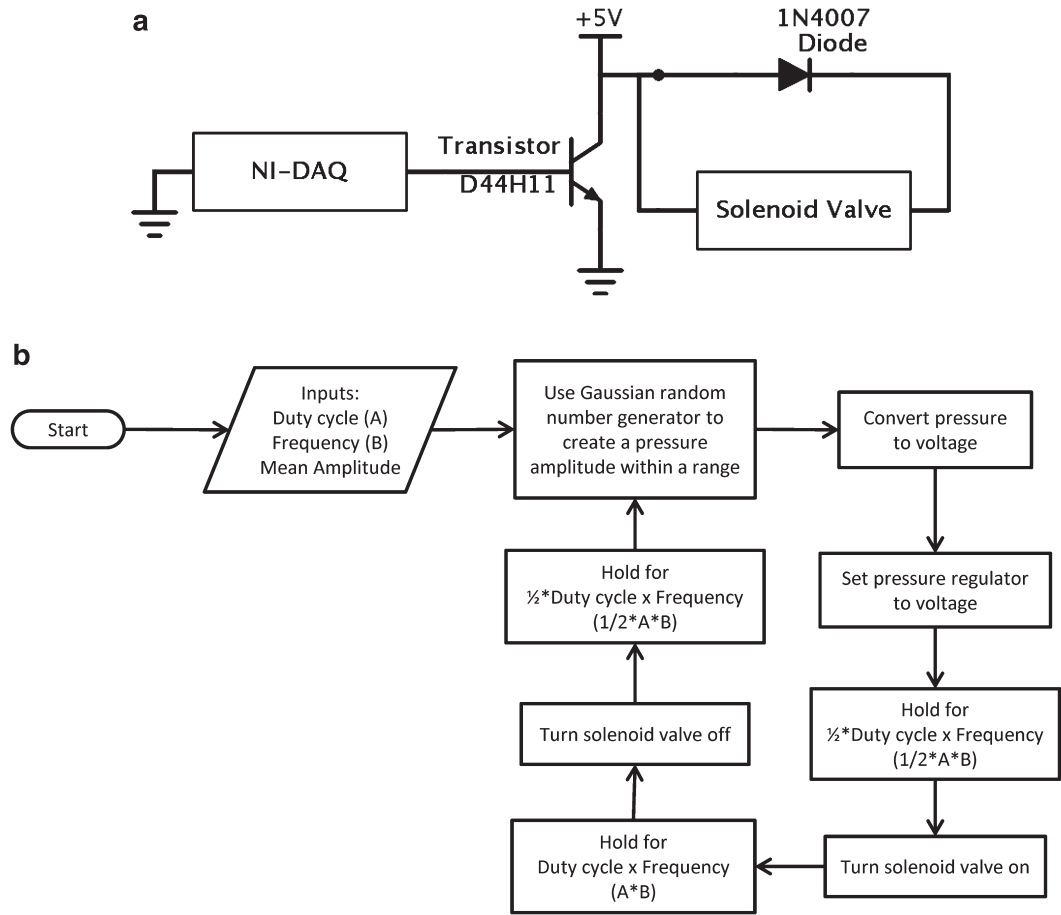 a
+5V
1N4007
Diode
Transistor
D44H11
NI-DAQ
Solenoid Valve
b
Start
Inputs:
Duty cycle (A)
Frequency (B)
Mean Amplitude
Use Gaussian random
number generator to
create a pressure
amplitude within a range
Convert pressure
to voltage
Set pressure regulator
to voltage
Hold for
½*Duty cycle x Frequency
(1/2*A*B)
Turn solenoid valve on
Hold for
Duty cycle x Frequency
(A*B)
Turn solenoid valve off
Hold for
½*Duty cycle x Frequency
(1/2*A*B)